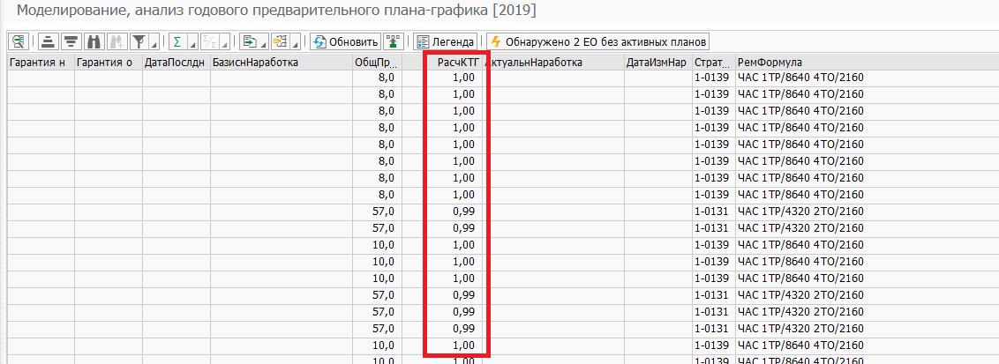 Моделирование, анализ годового предварительного плана-графика [2019]
Обновить Легенда Обнаружено 2 ЕО без активных планов
Гарантия н Гарантия о ДатаПослдн БазиснНаработка ОбщПр... РасчКТГ АктуальнНаработка ДатаИзмНар Страт... РемФормула
8,0 1,00 1-0139 ЧАС 1ТР/8640 4ТО/2160
8,0 1,00 1-0139 ЧАС 1ТР/8640 4ТО/2160
8,0 1,00 1-0139 ЧАС 1ТР/8640 4ТО/2160
8,0 1,00 1-0139 ЧАС 1ТР/8640 4ТО/2160
8,0 1,00 1-0139 ЧАС 1ТР/8640 4ТО/2160
8,0 1,00 1-0139 ЧАС 1ТР/8640 4ТО/2160
8,0 1,00 1-0139 ЧАС 1ТР/8640 4ТО/2160
8,0 1,00 1-0139 ЧАС 1ТР/8640 4ТО/2160
57,0 0,99 1-0131 ЧАС 1ТР/4320 2ТО/2160
57,0 0,99 1-0131 ЧАС 1ТР/4320 2ТО/2160
10,0 1,00 1-0139 ЧАС 1ТР/8640 4ТО/2160
10,0 1,00 1-0139 ЧАС 1ТР/8640 4ТО/2160
10,0 1,00 1-0139 ЧАС 1ТР/8640 4ТО/2160
57,0 0,99 1-0131 ЧАС 1ТР/4320 2ТО/2160
57,0 0,99 1-0131 ЧАС 1ТР/4320 2ТО/2160
57,0 0,99 1-0131 ЧАС 1ТР/4320 2ТО/2160
10,0 1,00 1-0139 ЧАС 1ТР/8640 4ТО/2160
10,0 1,00 1-0139 ЧАС 1ТР/8640 4ТО/2160